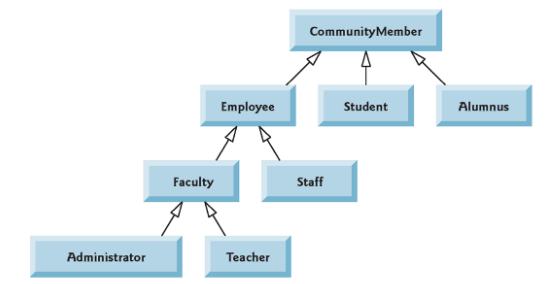 CommunityMember
Employee
Student
Alumnus
Faculty
Staff
Administrator
Teacher